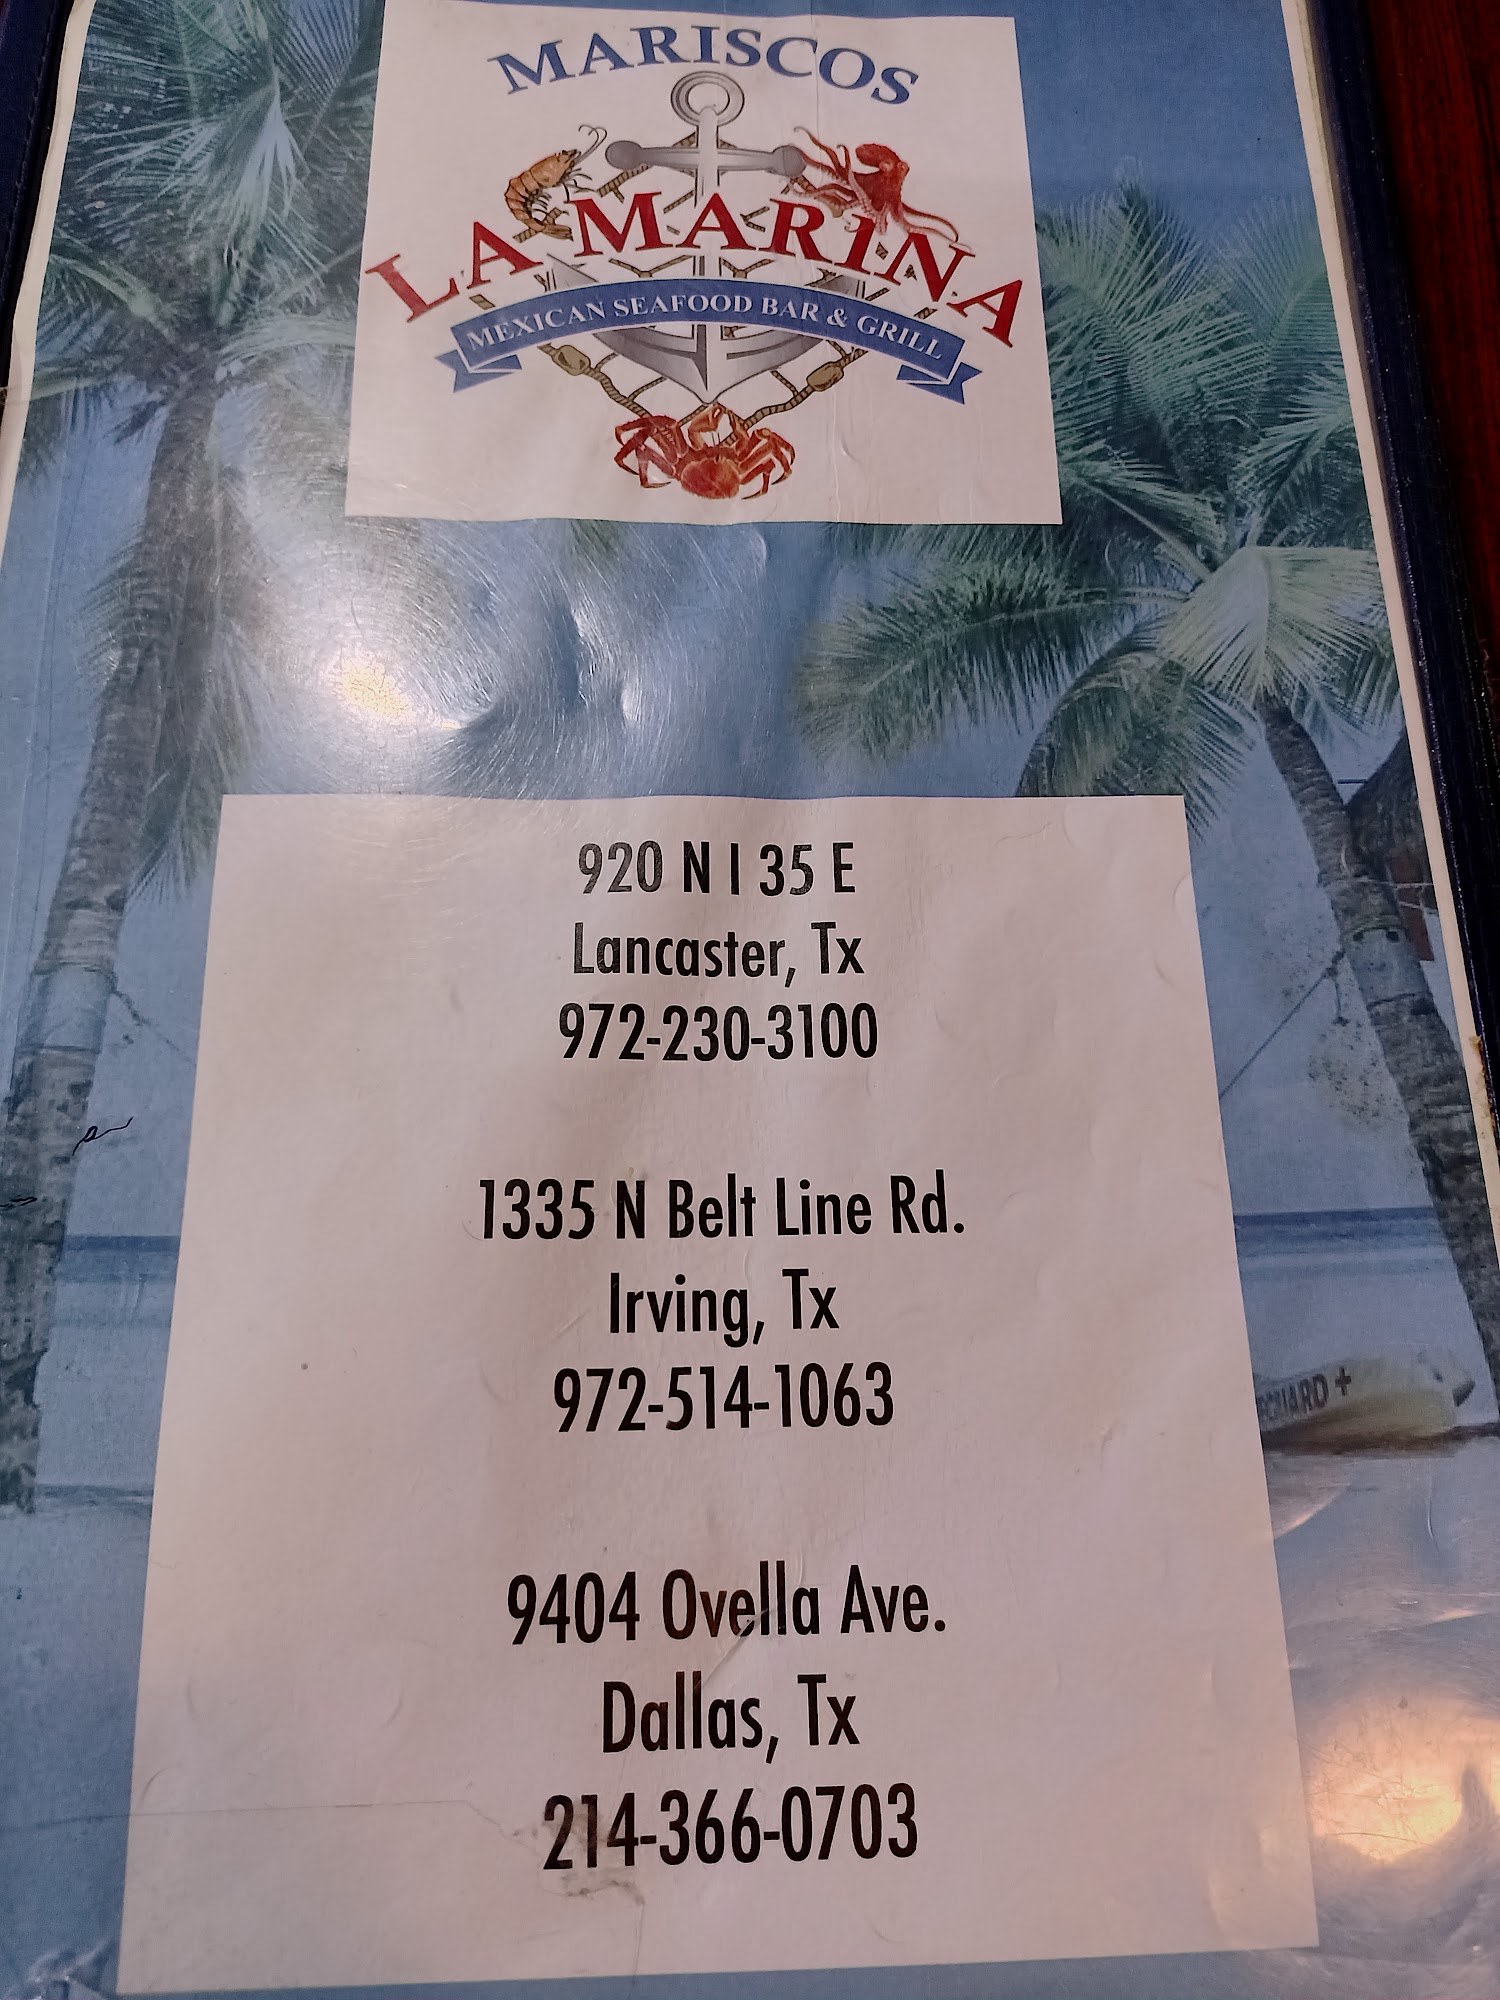 MARISCOS
LA MARINA
MEXICAN SEAFOOD BAR & GRILL
920 N I 35 E
Lancaster, Tx
972-230-3100
1335 N Belt Line Rd.
Irving, Tx
972-514-1063
9404 Ovella Ave.
Dallas, Tx
214-366-0703